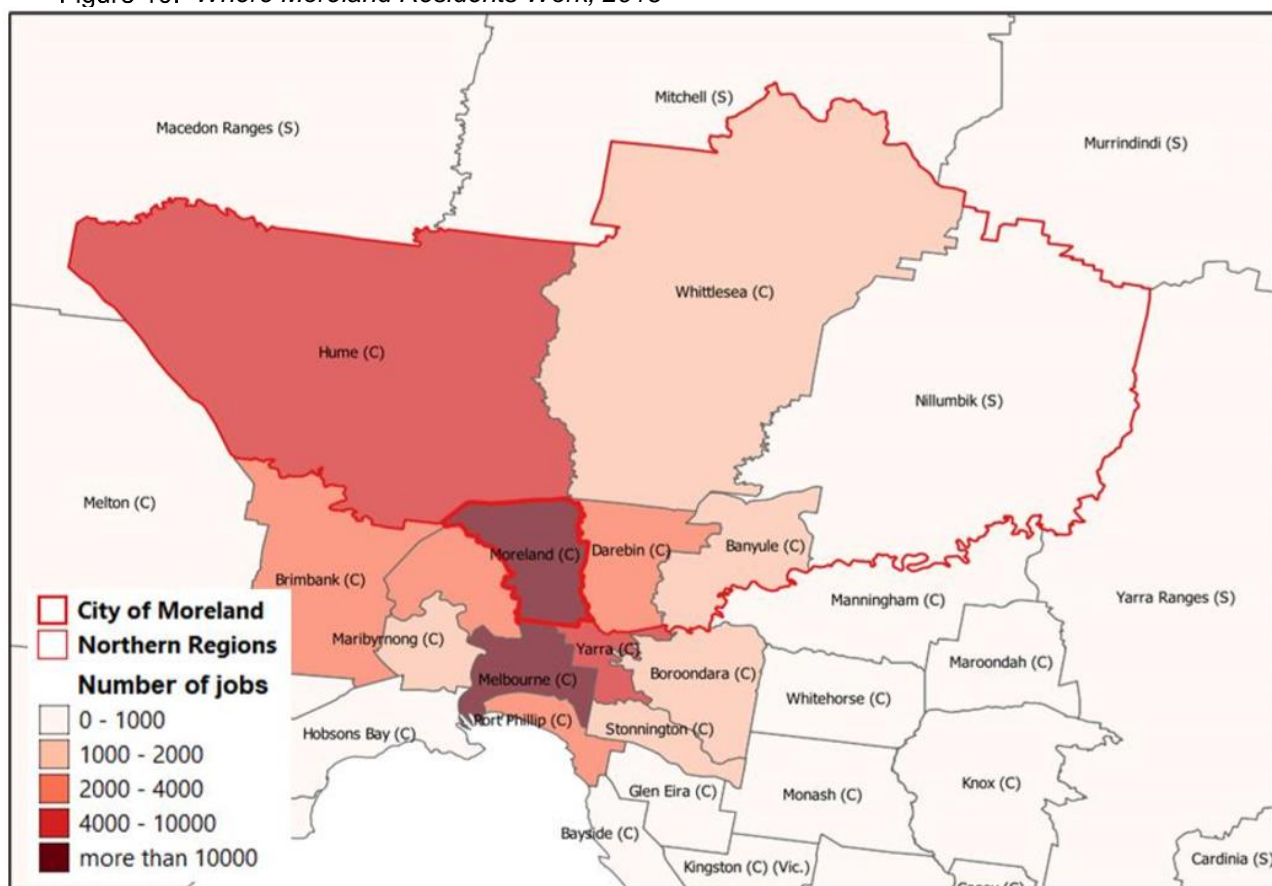 Macedon Ranges (S)
Mitchell (S)
Murrindindi (S)
Whittlesea (C)
Hume (C)
Nillumbik (S)
Melton (C)
Moreland (C)
Darebin (C)
Banyule (C)
Brimbank (C)
Manningham (C)
Yarra Ranges (S)
Maribyrnong (C)
Yarra (C)
Maroondah (C)
Boroondara (C)
Melbourne (C)
Whitehorse (C)
Port Phillip (C)
Stonnington (C)
Hobsons Bay (C)
Glen Eira (C)
Monash (C)
Knox (C)
Bayside (C)
Kingston (C) (Vic.)
Cardinia (S)
City of Moreland
Northern Regions
Number of jobs
0 - 1000
1000 - 2000
2000 - 4000
4000 - 10000
more than 10000